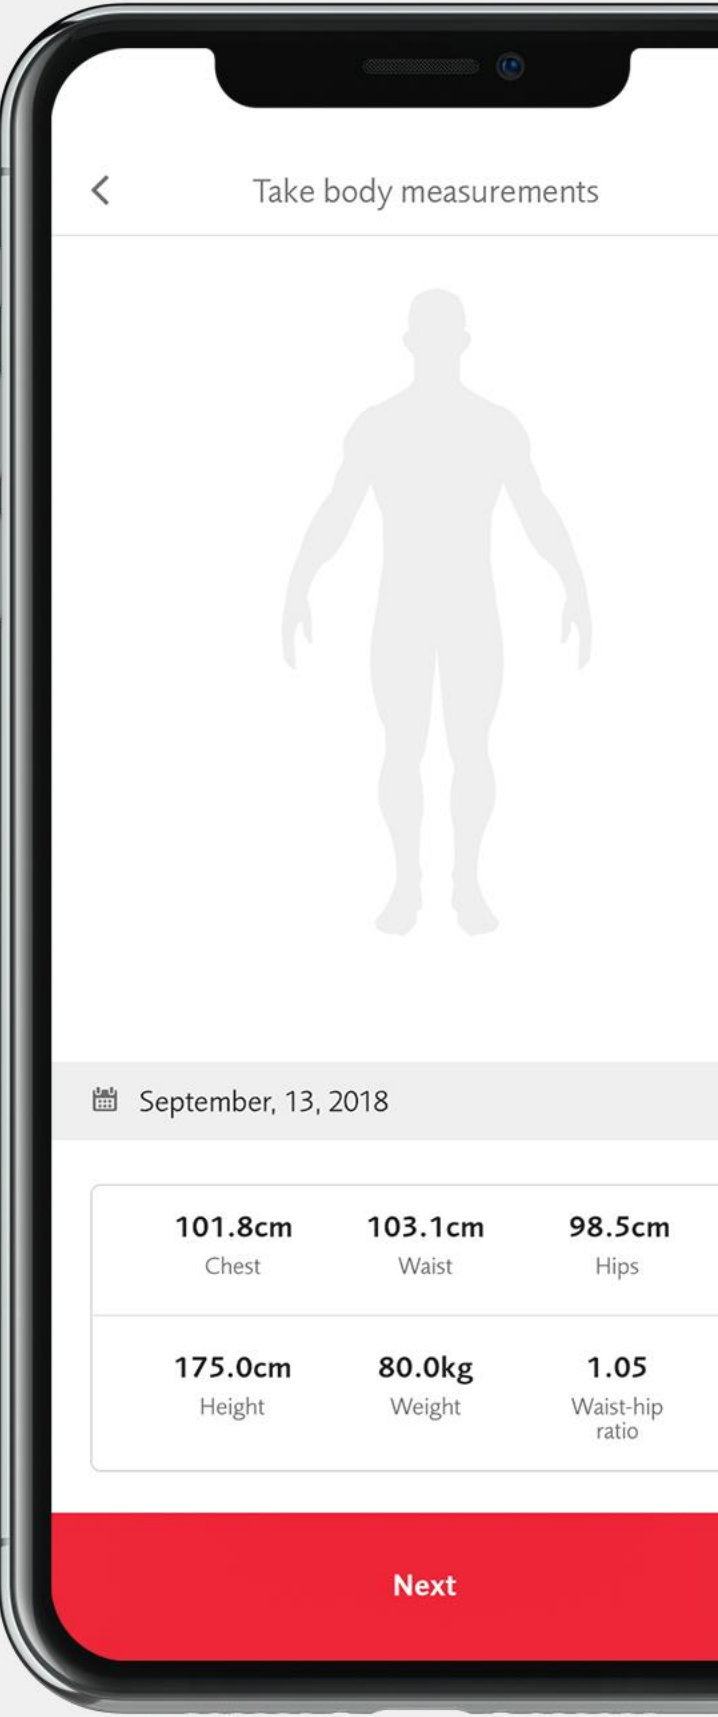 Take body measurements
September, 13, 2018
101.8cm 103.1cm 98.5cm
Chest Waist Hips
175.0cm 80.0kg 1.05
Height Weight Waist-hip
ratio
Next